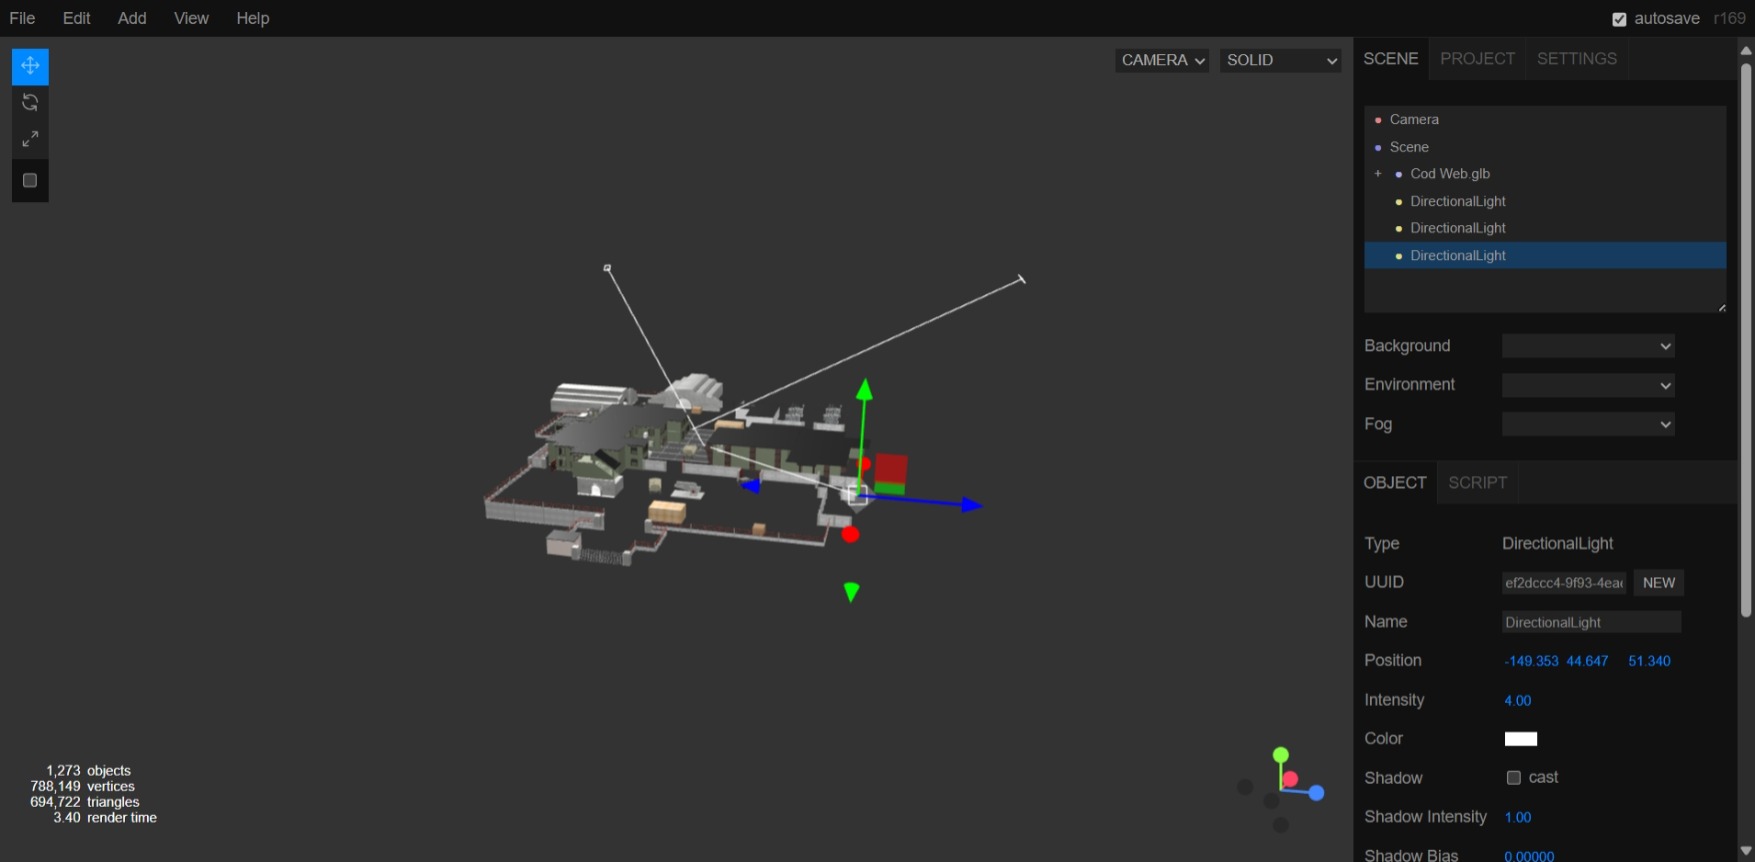 File Edit Add View Help autosave r169
CAMERA SOLID
SCENE PROJECT SETTINGS
Camera
Scene
+ Cod Web.glb
DirectionalLight
DirectionalLight
DirectionalLight
Background
Environment
Fog
OBJECT SCRIPT
Type DirectionalLight
UUID ef2dccc4-9f93-4ea NEW
Name DirectionalLight
Position -149.353 44.647 51.340
Intensity 4.00
Color
Shadow cast
Shadow Intensity 1.00
Shadow Bias 0.00000
1,273 objects
788,149 vertices
694,722 triangles
3.40 render time